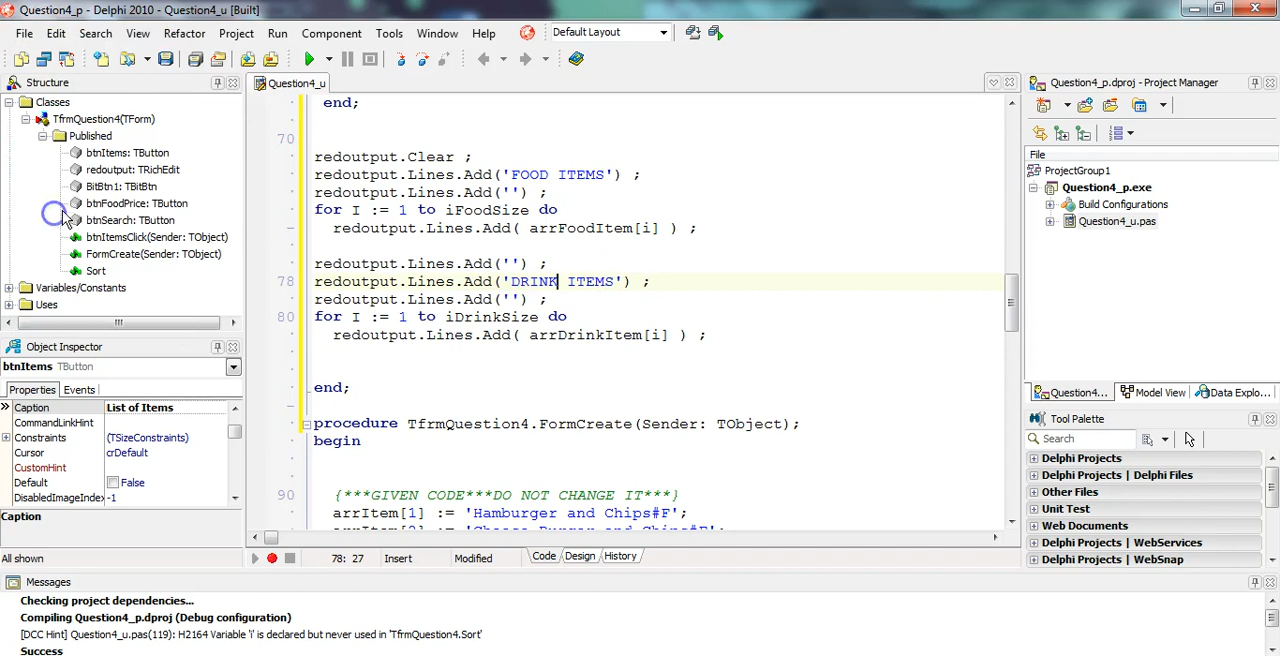 Question4_p - Delphi 2010 - Question4_u [Built]
File Edit Search View Refactor Project Run Component Tools Window Help Default Layout
Structure
Classes
TfrmQuestion4(TForm)
Published
btnItems: TButton
redoutput: TRichEdit
BitBtn1: TBitBtn
btnFoodPrice: TButton
btnSearch: TButton
btnItemsClick(Sender: TObject)
FormCreate(Sender: TObject)
Sort
Variables/Constants
Uses
Object Inspector
btnItems TButton
Properties Events
Caption List of Items
CommandLinkHint
Constraints (TSizeConstraints)
Cursor crDefault
CustomHint
Default False
DisabledImageIndex -1
Caption
All shown
Question4_u
end;
70
redoutput.Clear ;
redoutput.Lines.Add('FOOD ITEMS') ;
redoutput.Lines.Add('') ;
for I := 1 to iFoodSize do
redoutput.Lines.Add( arrFoodItem[i] ) ;
redoutput.Lines.Add('') ;
78 redoutput.Lines.Add('DRINK ITEMS') ;
redoutput.Lines.Add('') ;
80 for I := 1 to iDrinkSize do
redoutput.Lines.Add( arrDrinkItem[i] ) ;
end;
procedure TfrmQuestion4.FormCreate(Sender: TObject);
begin
90 {***GIVEN CODE***DO NOT CHANGE IT***}
arrItem[1] := 'Hamburger and Chips#F';
arrItem[2] := 'Cheese Burger and Chips#F';
78: 27 Insert Modified Code Design History
Question4_p.dproj - Project Manager
File
ProjectGroup1
Question4_p.exe
Build Configurations
Question4_u.pas
Question4... Model View Data Explo...
Tool Palette
Search
Delphi Projects
Delphi Projects | Delphi Files
Other Files
Unit Test
Web Documents
Delphi Projects | WebServices
Delphi Projects | WebSnap
Messages
Checking project dependencies...
Compiling Question4_p.dproj (Debug configuration)
[DCC Hint] Question4_u.pas(119): H2164 Variable 'i' is declared but never used in 'TfrmQuestion4.Sort'
Success